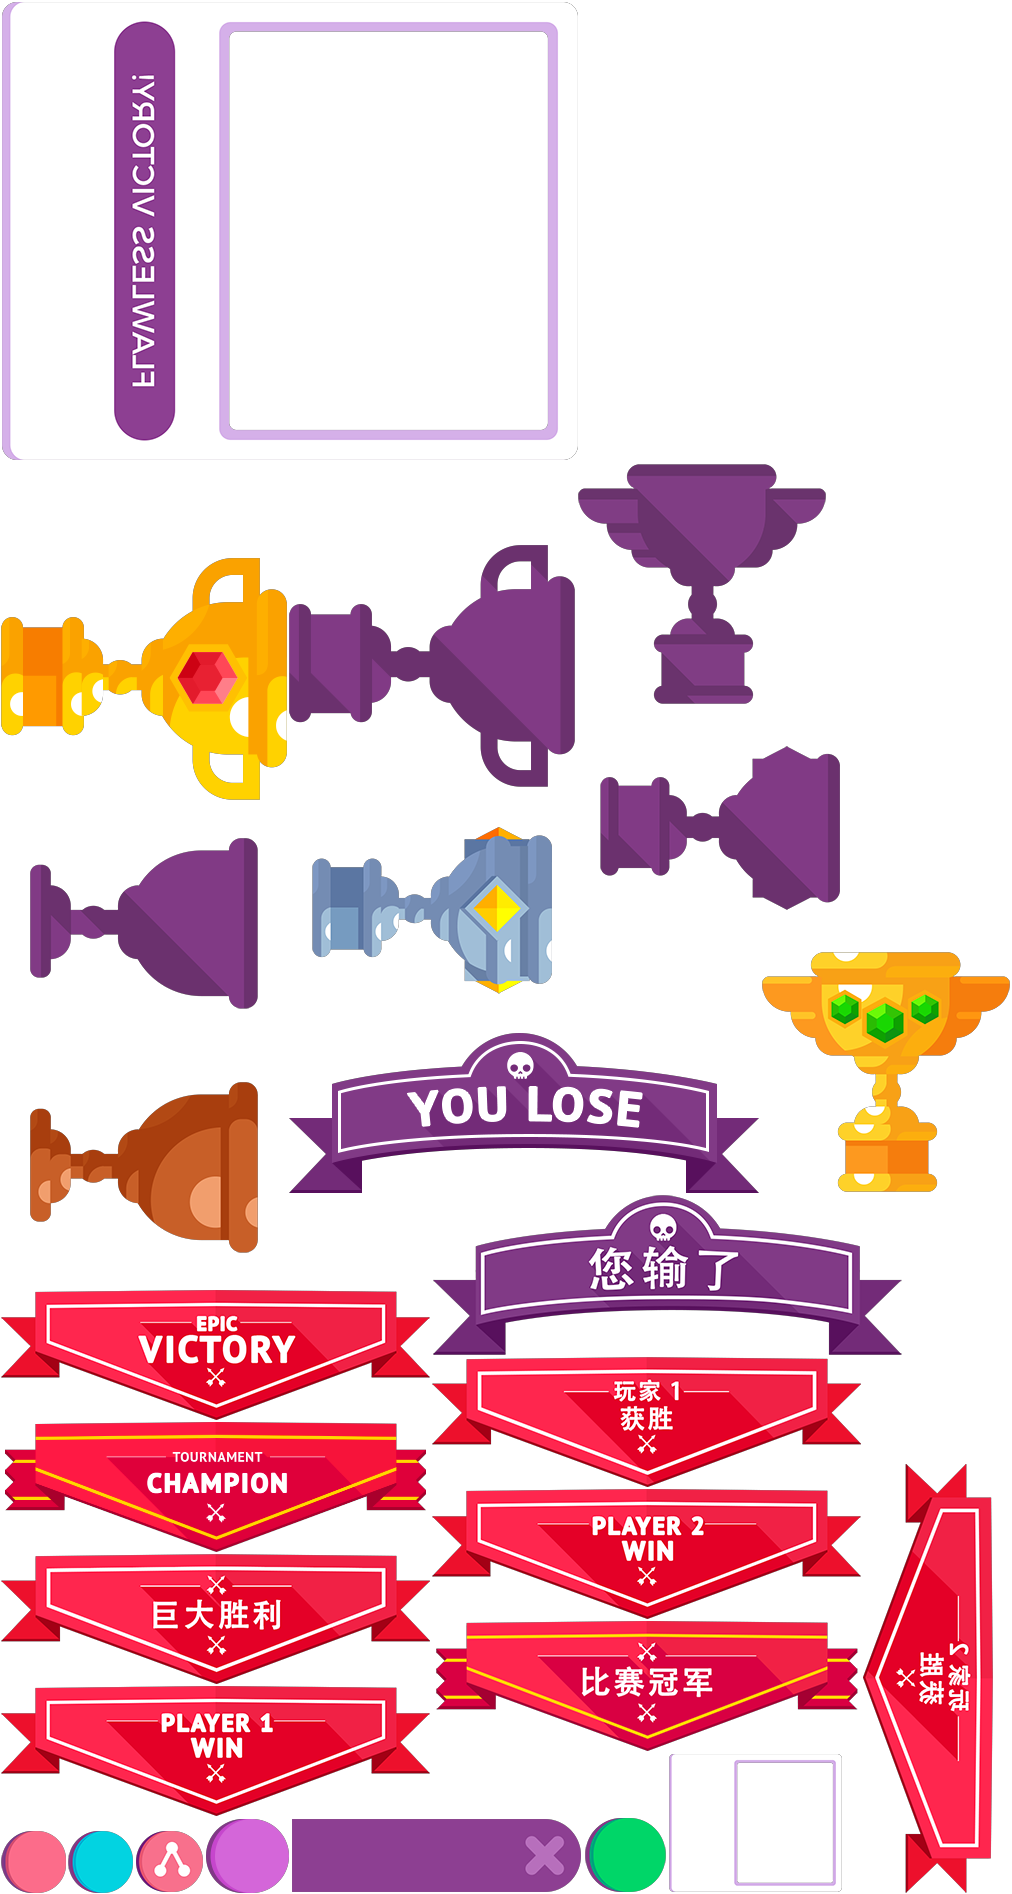 FLAWLESS VICTORY!
YOU LOSE
您输了
EPIC
VICTORY
玩家 1
获胜
TOURNAMENT
CHAMPION
PLAYER 2
WIN
巨大胜利
比赛冠军
玩家 2
获胜
PLAYER 1
WIN